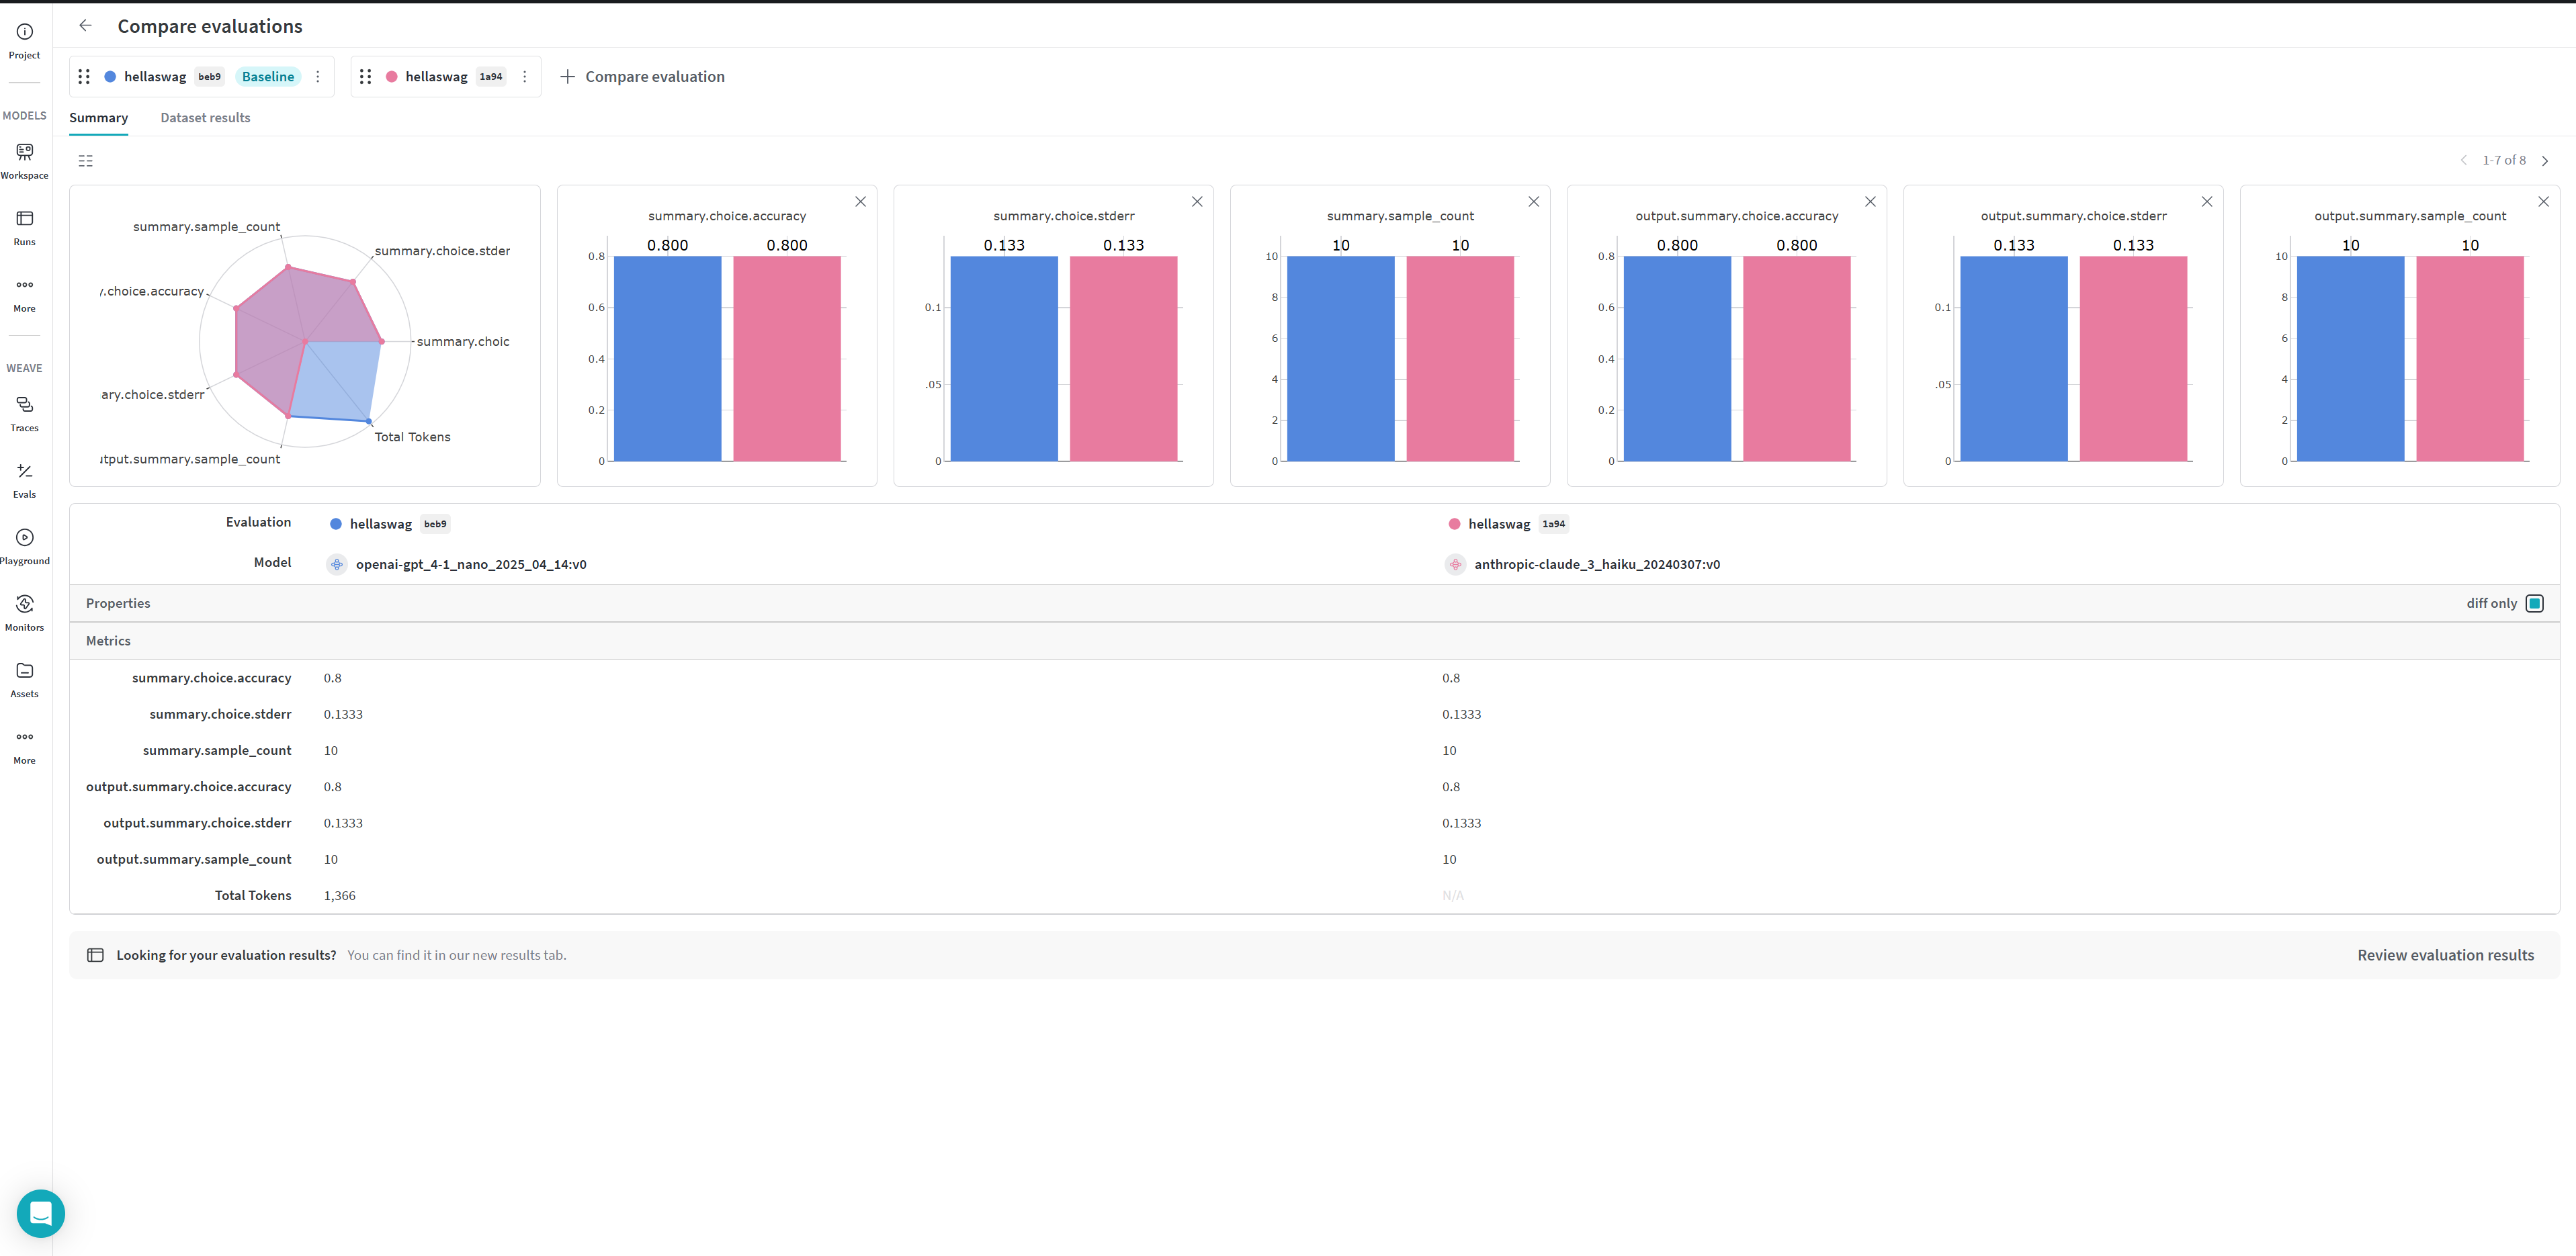 Compare evaluations
Project
MODELS
Workspace
Runs
More
WEAVE
Traces
Evals
Playground
Monitors
Assets
More
hellaswag beb9 Baseline
hellaswag 1a94
Compare evaluation
Summary Dataset results
1-7 of 8
summary.sample_count
summary.choice.stder
y.choice.accuracy
summary.choic
ary.choice.stderr
Total Tokens
utput.summary.sample_count
summary.choice.accuracy
0.800 0.800
0.8
0.6
0.4
0.2
0
summary.choice.stderr
0.133 0.133
0.1
.05
0
summary.sample_count
10 10
10
8
6
4
2
0
output.summary.choice.accuracy
0.800 0.800
0.8
0.6
0.4
0.2
0
output.summary.choice.stderr
0.133 0.133
0.1
.05
0
output.summary.sample_count
10 10
10
8
6
4
2
0
Evaluation hellaswag beb9 hellaswag 1a94
Model openai-gpt_4-1_nano_2025_04_14:v0 anthropic-claude_3_haiku_20240307:v0
Properties diff only
Metrics
summary.choice.accuracy 0.8 0.8
summary.choice.stderr 0.1333 0.1333
summary.sample_count 10 10
output.summary.choice.accuracy 0.8 0.8
output.summary.choice.stderr 0.1333 0.1333
output.summary.sample_count 10 10
Total Tokens 1,366 N/A
Looking for your evaluation results? You can find it in our new results tab. Review evaluation results